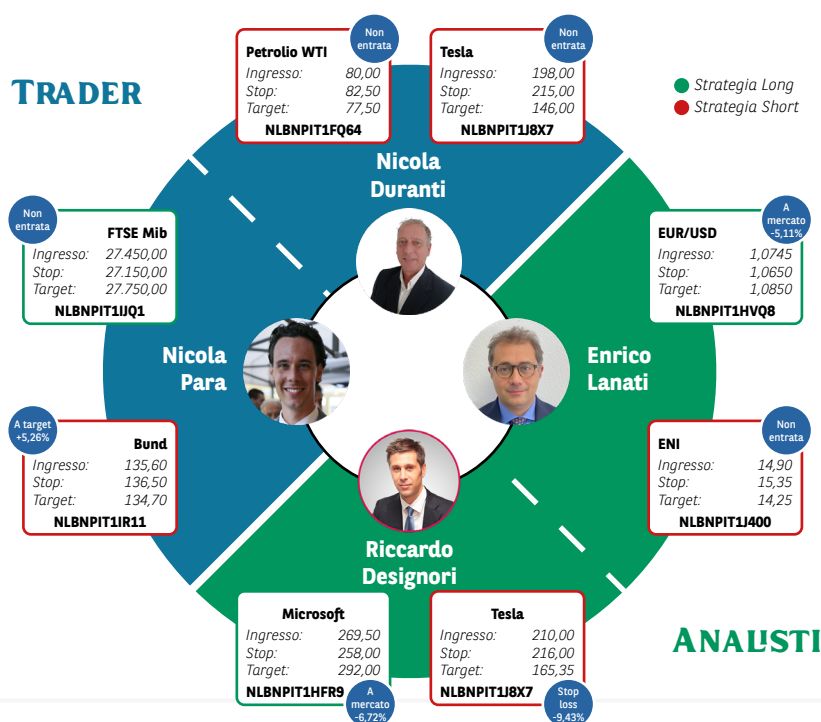 TRADER
Non
entrata
Petrolio WTI
Ingresso: 80,00
Stop: 82,50
Target: 77,50
NLBNPIT1FQ64
Non
entrata
Tesla
Ingresso: 198,00
Stop: 215,00
Target: 146,00
NLBNPIT1J8X7
Strategia Long
Strategia Short
Nicola
Duranti
Non
entrata
FTSE Mib
Ingresso: 27.450,00
Stop: 27.150,00
Target: 27.750,00
NLBNPIT1IJQ1
A
mercato
-5,11%
EUR/USD
Ingresso: 1,0745
Stop: 1,0650
Target: 1,0850
NLBNPIT1HVQ8
Nicola
Para
Enrico
Lanati
A target
+5,26%
Bund
Ingresso: 135,60
Stop: 136,50
Target: 134,70
NLBNPIT1IR11
Non
entrata
ENI
Ingresso: 14,90
Stop: 15,35
Target: 14,25
NLBNPIT1J400
Riccardo
Designori
Microsoft
Ingresso: 269,50
Stop: 258,00
Target: 292,00
NLBNPIT1HFR9
A
mercato
-6,72%
Tesla
Ingresso: 210,00
Stop: 216,00
Target: 165,35
NLBNPIT1J8X7
Stop
loss
-9,43%
ANALISTI